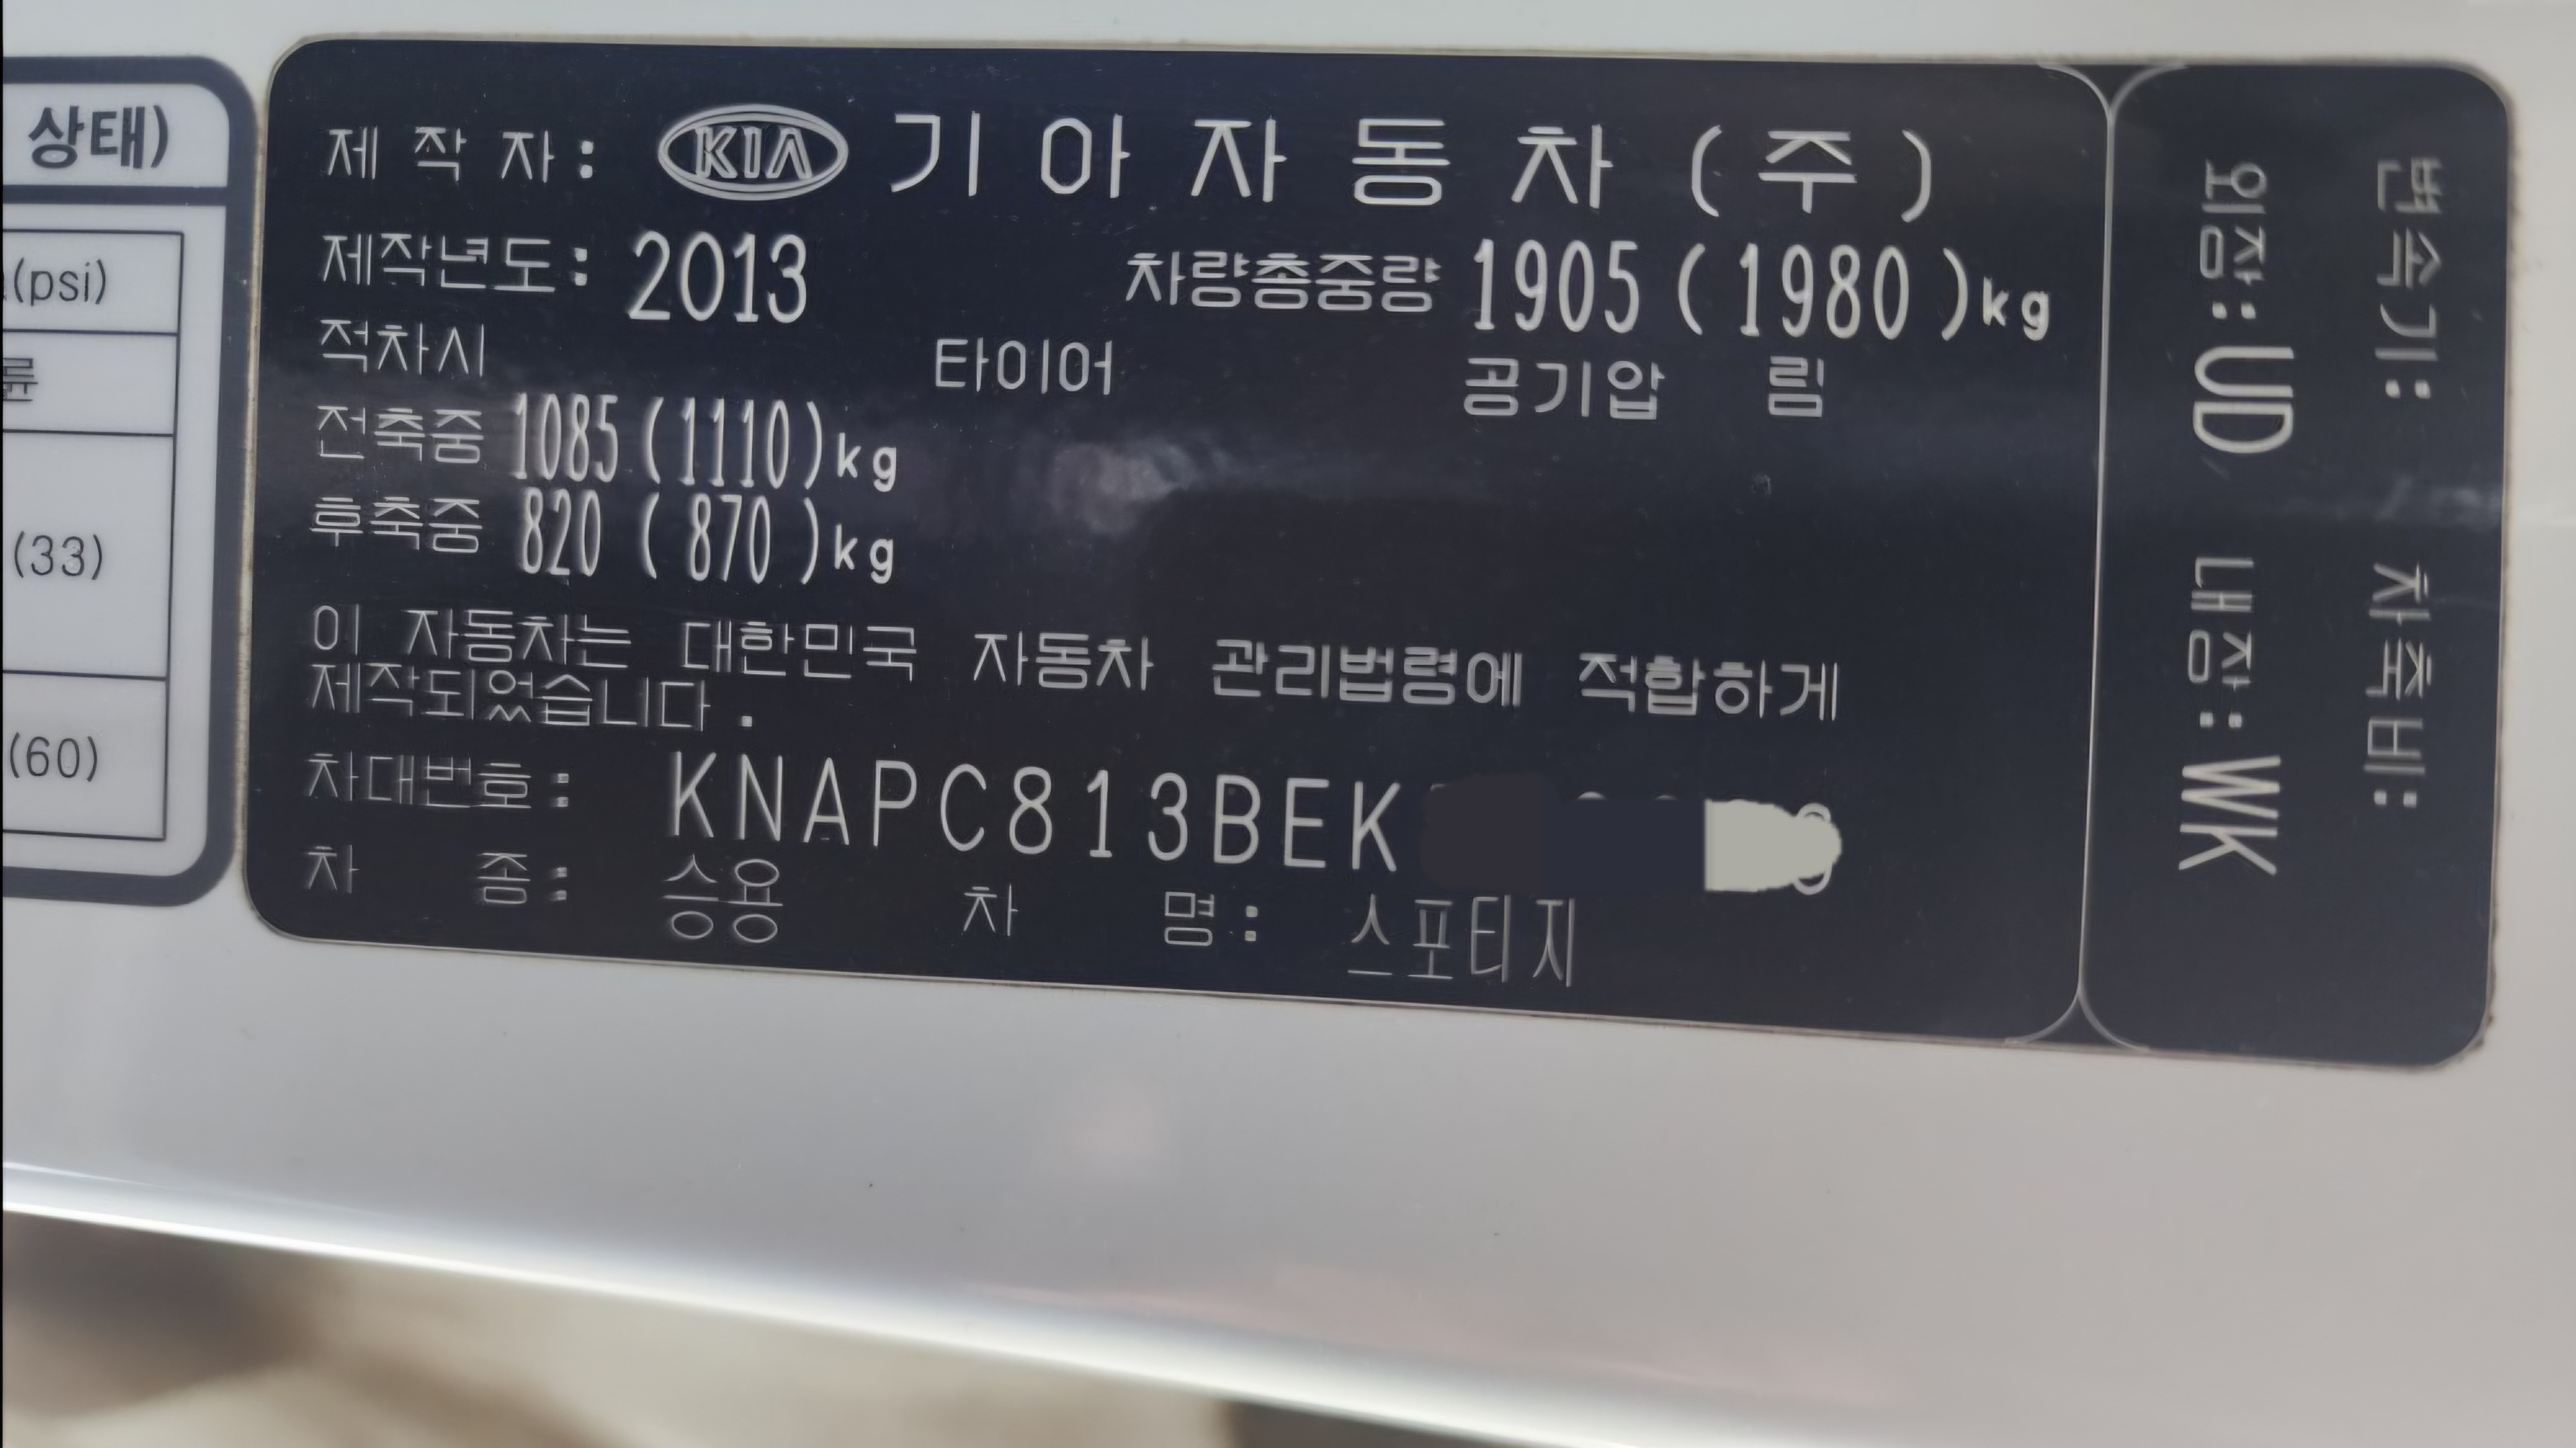 상태)
(psi)
(33)
(60)
제 작 자: KIA 기아자동차(주)
제작년도: 2013 차량총중량 1905(1980)kg
적차시 타이어 공기압 림
전축중 1085(1110)kg
후축중 820(870)kg
이 자동차는 대한민국 자동차 관리법령에 적합하게
제작되었습니다.
차대번호: KNAPC813BEK
차 종: 승용 차 명: 스포티지
변속기: 차축비:
외장:UD 내장:WK